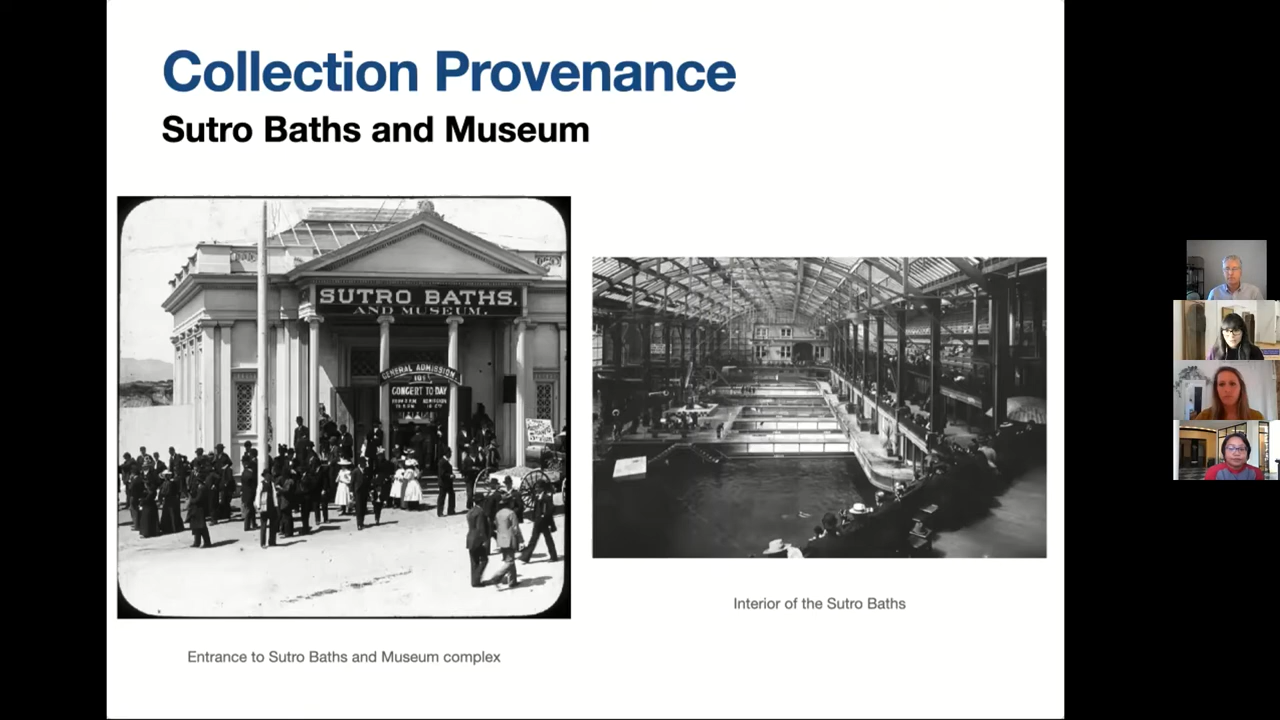 Collection Provenance
Sutro Baths and Museum
SUTRO BATHS.
AND MUSEUM.
GENERAL ADMISSION
10¢
CONCERT TO DAY
Entrance to Sutro Baths and Museum complex
Interior of the Sutro Baths